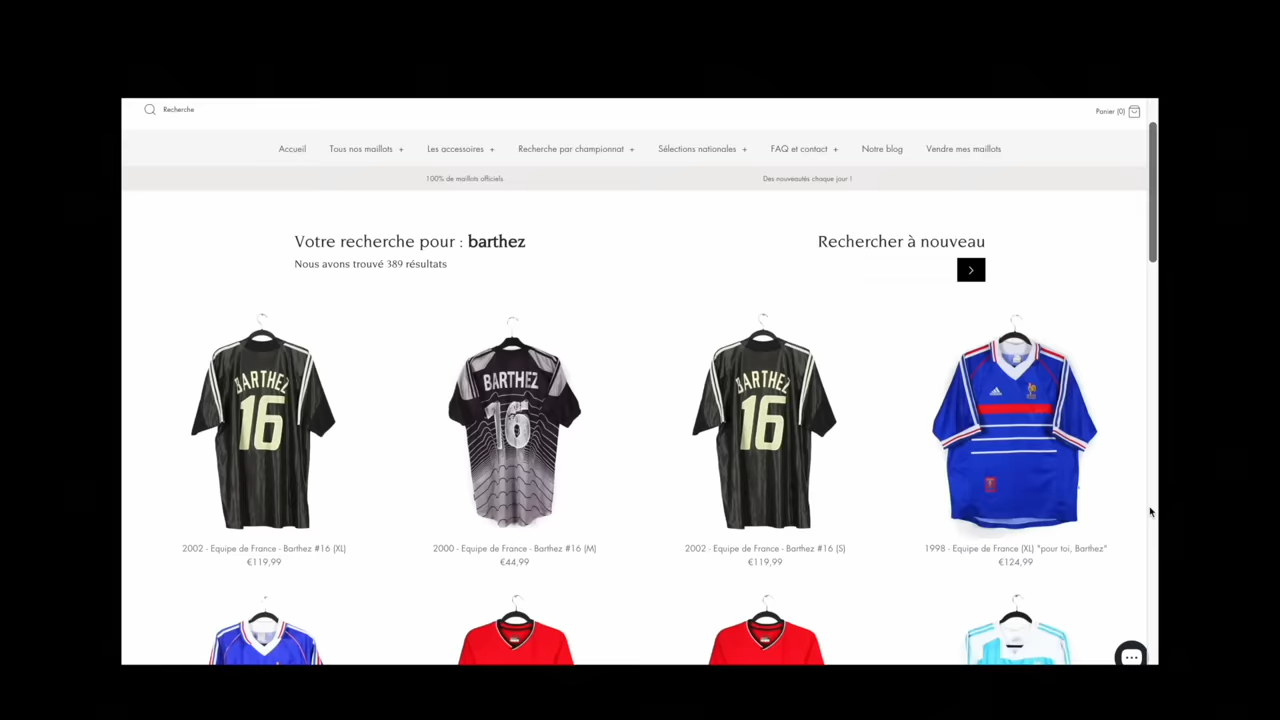 Recherche
Panier (0)
Accueil
Tous nos maillots +
Les accessoires +
Recherche par championnat +
Sélections nationales +
FAQ et contact +
Notre blog
Vendre mes maillots
100% de maillots officiels
Des nouveautés chaque jour !
Votre recherche pour : barthez
Nous avons trouvé 389 résultats
Rechercher à nouveau
BARTHEZ
16
BARTHEZ
16
BARTHEZ
16
2002 - Equipe de France - Barthez #16 (XL)
€119,99
2000 - Equipe de France - Barthez #16 (M)
€44,99
2002 - Equipe de France - Barthez #16 (S)
€119,99
1998 - Equipe de France (XL) "pour toi, Barthez"
€124,99